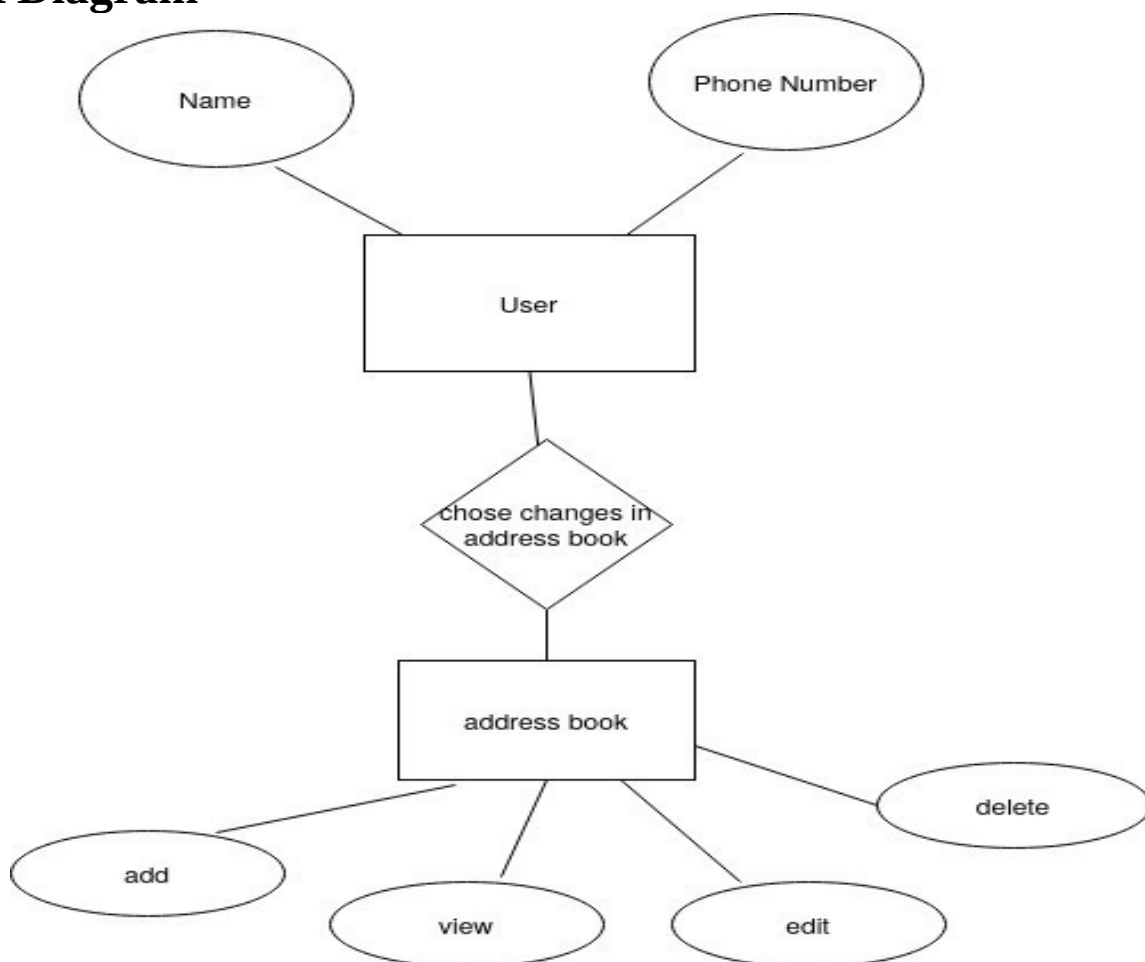 Diagram
Name
Phone Number
User
chose changes in
address book
address book
delete
add
view
edit